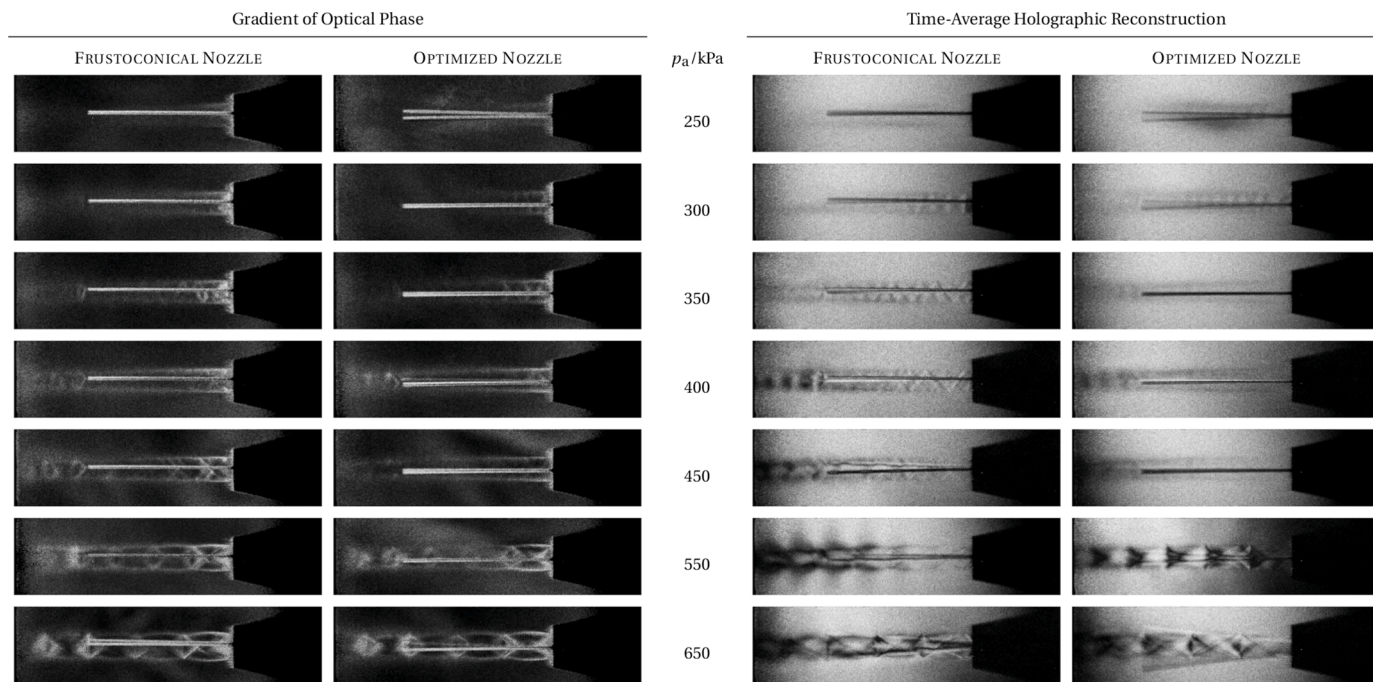 Gradient of Optical Phase
Time-Average Holographic Reconstruction
FRUSTOCONICAL NOZZLE
OPTIMIZED NOZZLE
pa/kPa
FRUSTOCONICAL NOZZLE
OPTIMIZED NOZZLE
250
300
350
400
450
550
650